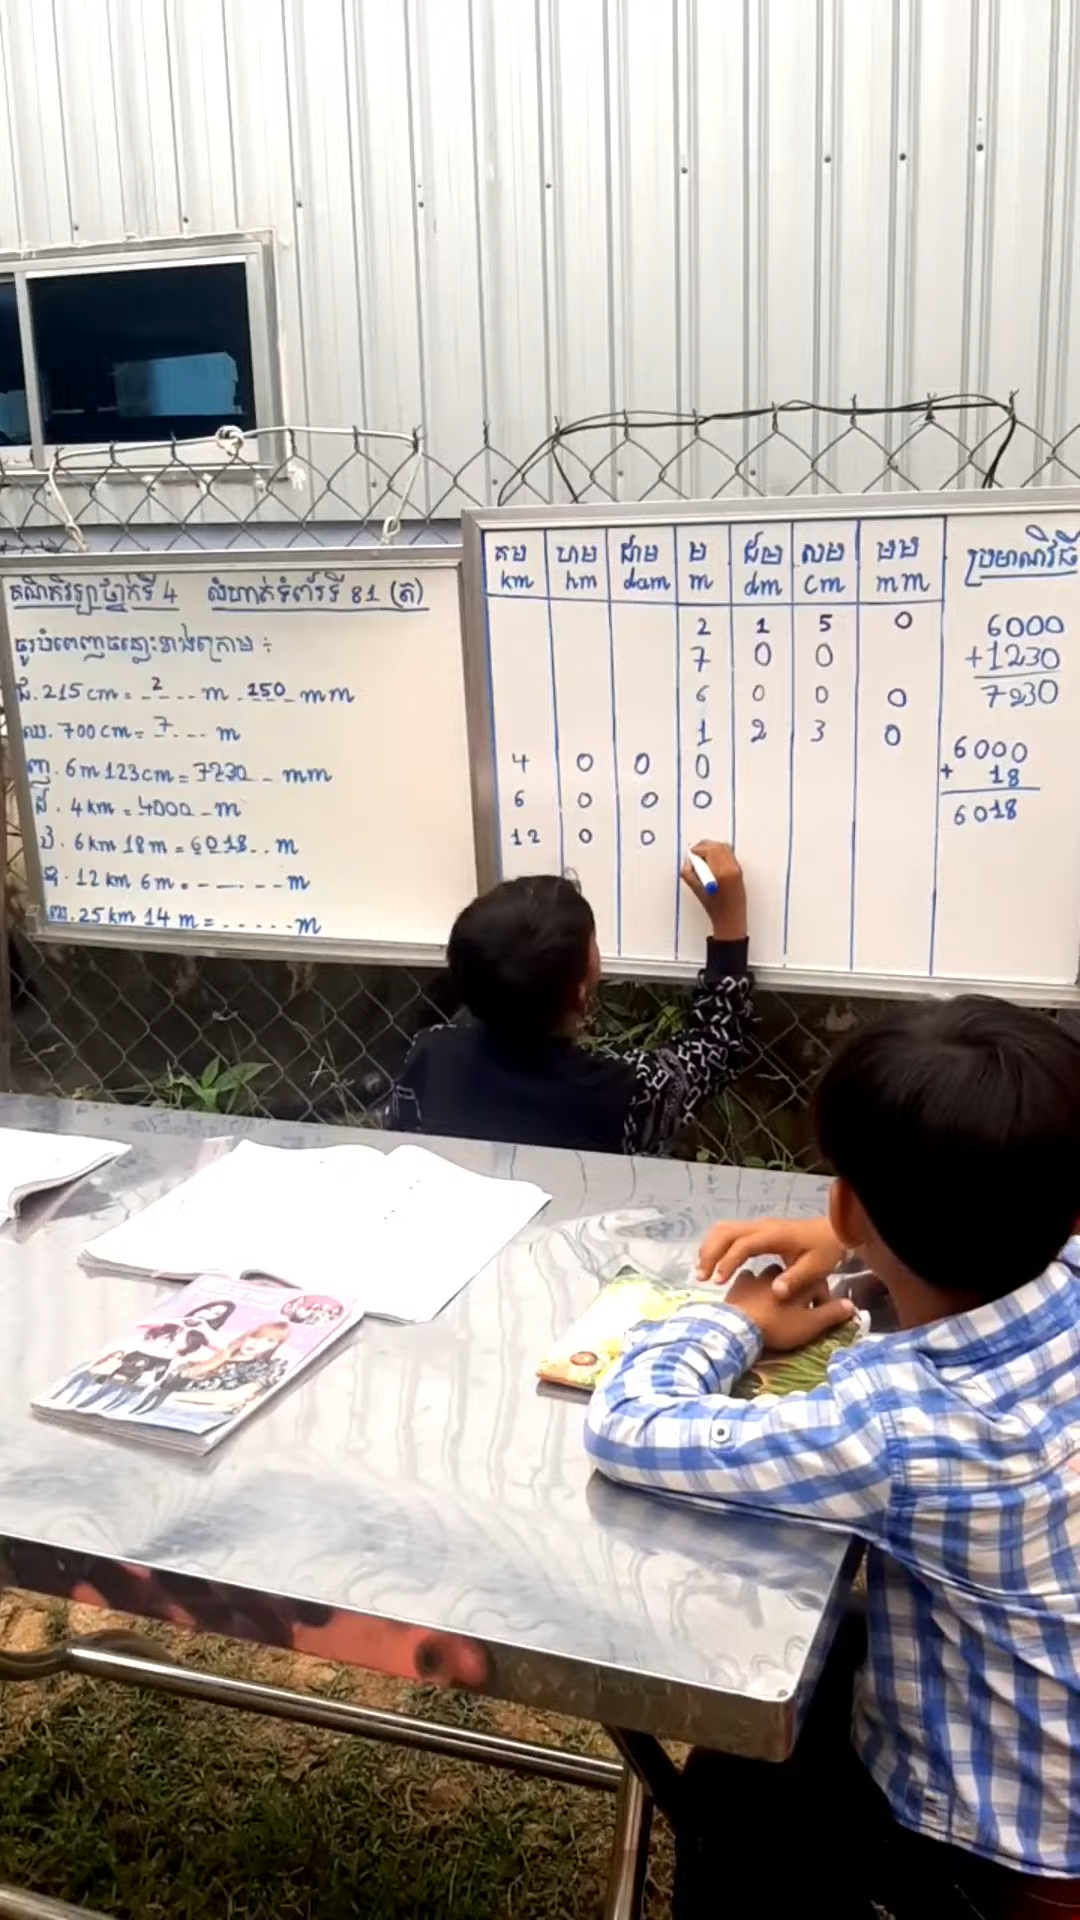 គណិតវិទ្យាថ្នាក់ទី 4 លំហាត់ទំព័រទី 81 (ត)
ចូរបំពេញចន្លោះខាងក្រោម ÷
ជ. 215 cm = 2 m 150 mm
ឈ. 700 cm = 7 m
ញ. 6 m 123 cm = 7230 mm
ដ. 4 km = 4000 m
ឋ. 6 km 18 m = 6018 m
ឌ. 12 km 6 m = ------ m
ឍ. 25 km 14 m = ...... m
គម ហម ដាម ម ដម សម មម
km hm dam m dm cm mm
2 1 5 0
7 0 0
6 0 0 0
1 2 3 0
4 0 0 0
6 0 0 0
12 0 0
ប្រមាណវិធី
6000
+1230
7230
6000
+ 18
6018